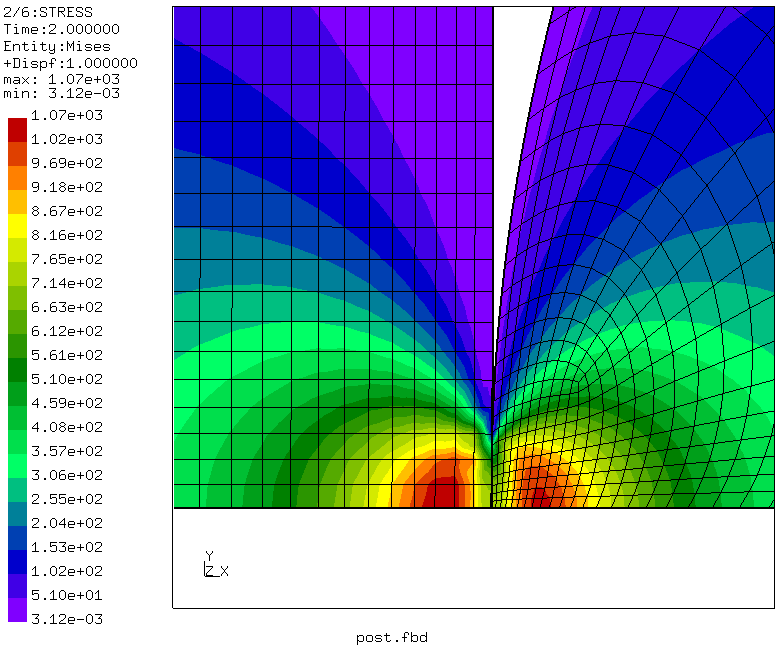 2/6:STRESS
Time:2.000000
Entity:Mises
+Dispf:1.000000
max: 1.07e+03
min: 3.12e-03
1.07e+03
1.02e+03
9.69e+02
9.18e+02
8.67e+02
8.16e+02
7.65e+02
7.14e+02
6.63e+02
6.12e+02
5.61e+02
5.10e+02
4.59e+02
4.08e+02
3.57e+02
3.06e+02
2.55e+02
2.04e+02
1.53e+02
1.02e+02
5.10e+01
3.12e-03
Y
Z X
post.fbd